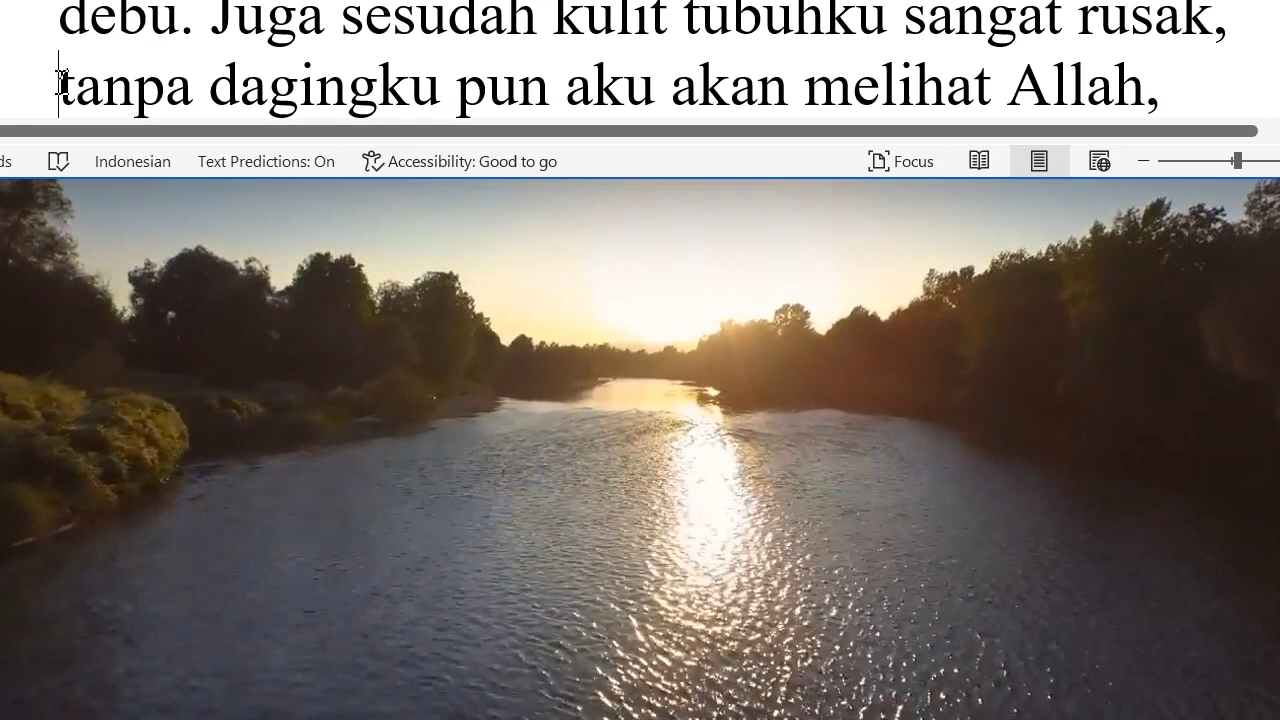 debu. Juga sesudah kulit tubuhku sangat rusak,
tanpa dagingku pun aku akan melihat Allah,
ds Indonesian Text Predictions: On Accessibility: Good to go Focus